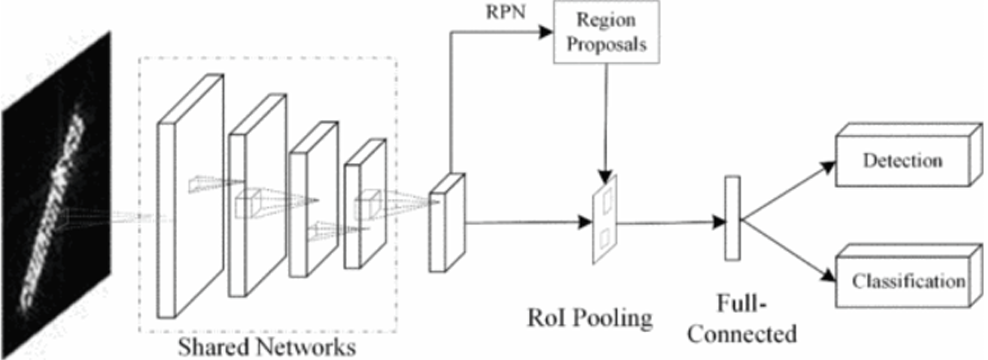 RPN
Region
Proposals
Detection
Classification
RoI Pooling
Full-
Connected
Shared Networks